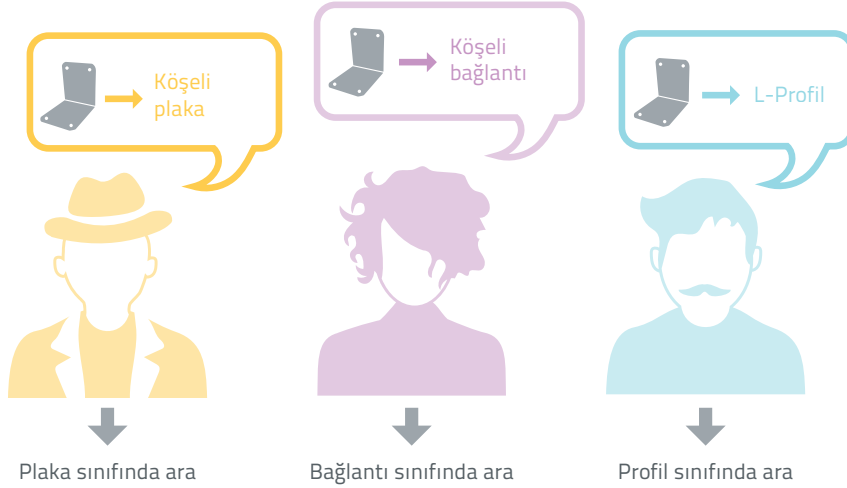 Köşeli
plaka
Köşeli
bağlantı
L-Profil
Plaka sınıfında ara
Bağlantı sınıfında ara
Profil sınıfında ara